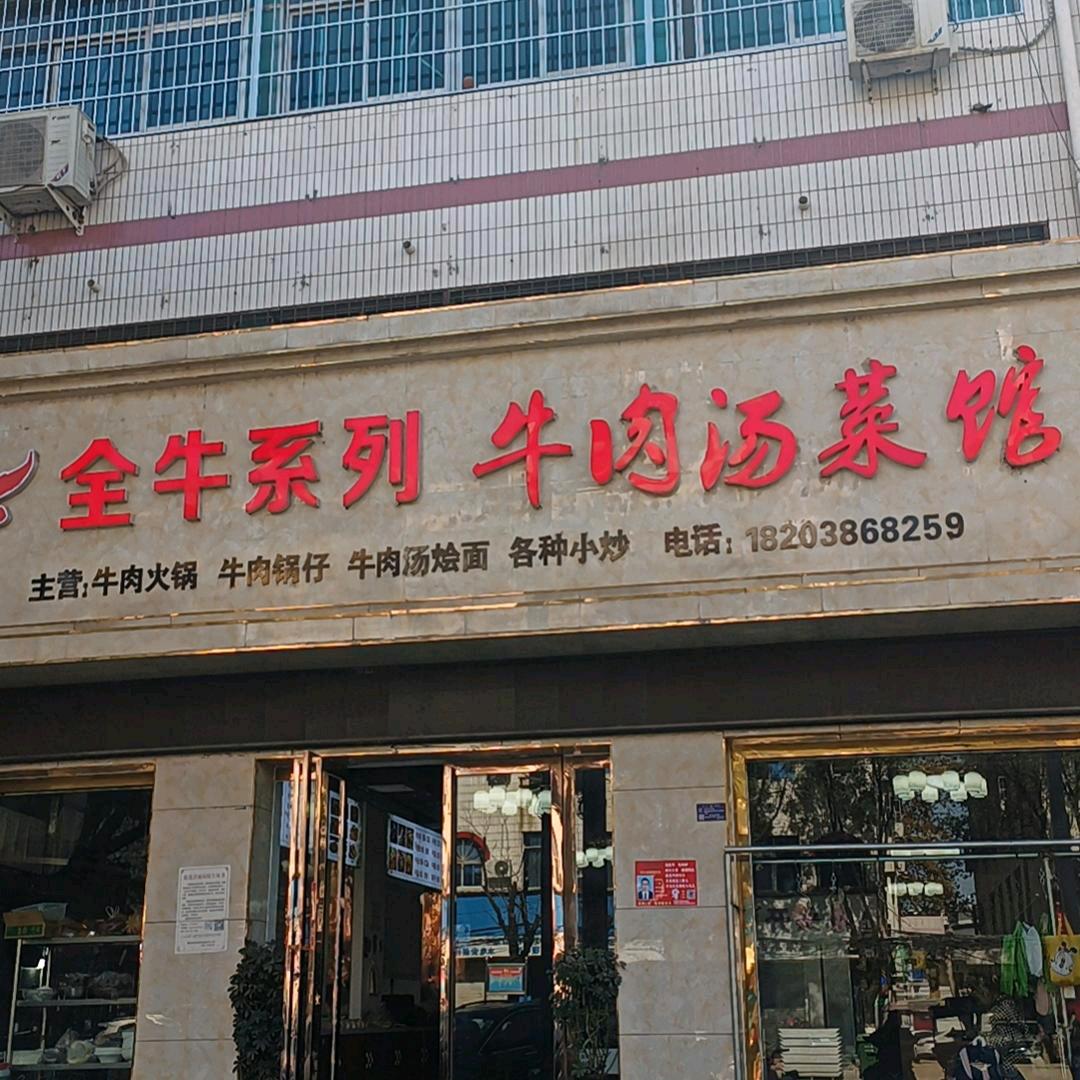 全牛系列 牛肉汤菜馆
主营:牛肉火锅 牛肉锅仔 牛肉汤烩面 各种小炒 电话: 18203868259